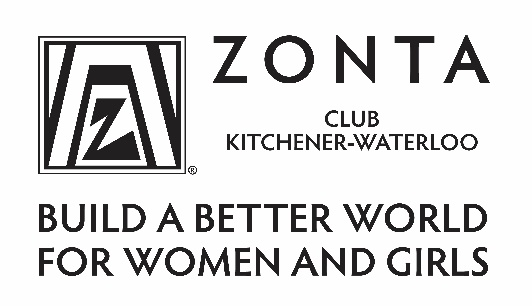 ZONTA
CLUB
KITCHENER-WATERLOO
®
BUILD A BETTER WORLD
FOR WOMEN AND GIRLS